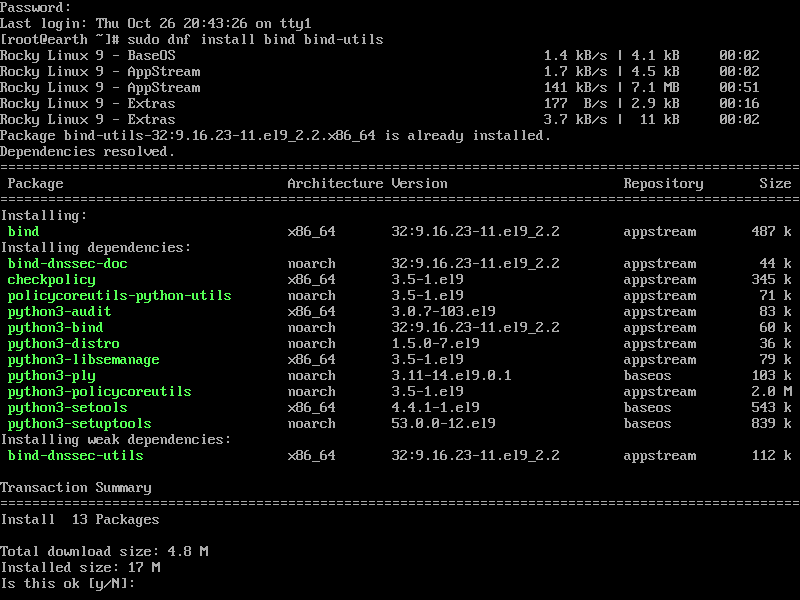 Password:
Last login: Thu Oct 26 20:43:26 on tty1
[root@earth ~]# sudo dnf install bind bind-utils
Rocky Linux 9 - BaseOS                                              1.4 kB/s | 4.1 kB     00:02
Rocky Linux 9 - AppStream                                           1.7 kB/s | 4.5 kB     00:02
Rocky Linux 9 - AppStream                                           141 kB/s | 7.1 MB     00:51
Rocky Linux 9 - Extras                                              177  B/s | 2.9 kB     00:16
Rocky Linux 9 - Extras                                              3.7 kB/s |  11 kB     00:02
Package bind-utils-32:9.16.23-11.el9_2.2.x86_64 is already installed.
Dependencies resolved.
====================================================================================================
 Package                            Architecture Version                      Repository       Size
====================================================================================================
Installing:
 bind                               x86_64       32:9.16.23-11.el9_2.2        appstream       487 k
Installing dependencies:
 bind-dnssec-doc                    noarch       32:9.16.23-11.el9_2.2        appstream        44 k
 checkpolicy                        x86_64       3.5-1.el9                    appstream       345 k
 policycoreutils-python-utils       noarch       3.5-1.el9                    appstream        71 k
 python3-audit                      x86_64       3.0.7-103.el9                appstream        83 k
 python3-bind                       noarch       32:9.16.23-11.el9_2.2        appstream        60 k
 python3-distro                     noarch       1.5.0-7.el9                  appstream        36 k
 python3-libsemanage                x86_64       3.5-1.el9                    appstream        79 k
 python3-ply                        noarch       3.11-14.el9.0.1              baseos          103 k
 python3-policycoreutils            noarch       3.5-1.el9                    appstream       2.0 M
 python3-setools                    x86_64       4.4.1-1.el9                  baseos          543 k
 python3-setuptools                 noarch       53.0.0-12.el9                baseos          839 k
Installing weak dependencies:
 bind-dnssec-utils                  x86_64       32:9.16.23-11.el9_2.2        appstream       112 k

Transaction Summary
====================================================================================================
Install  13 Packages

Total download size: 4.8 M
Installed size: 17 M
Is this ok [y/N]: